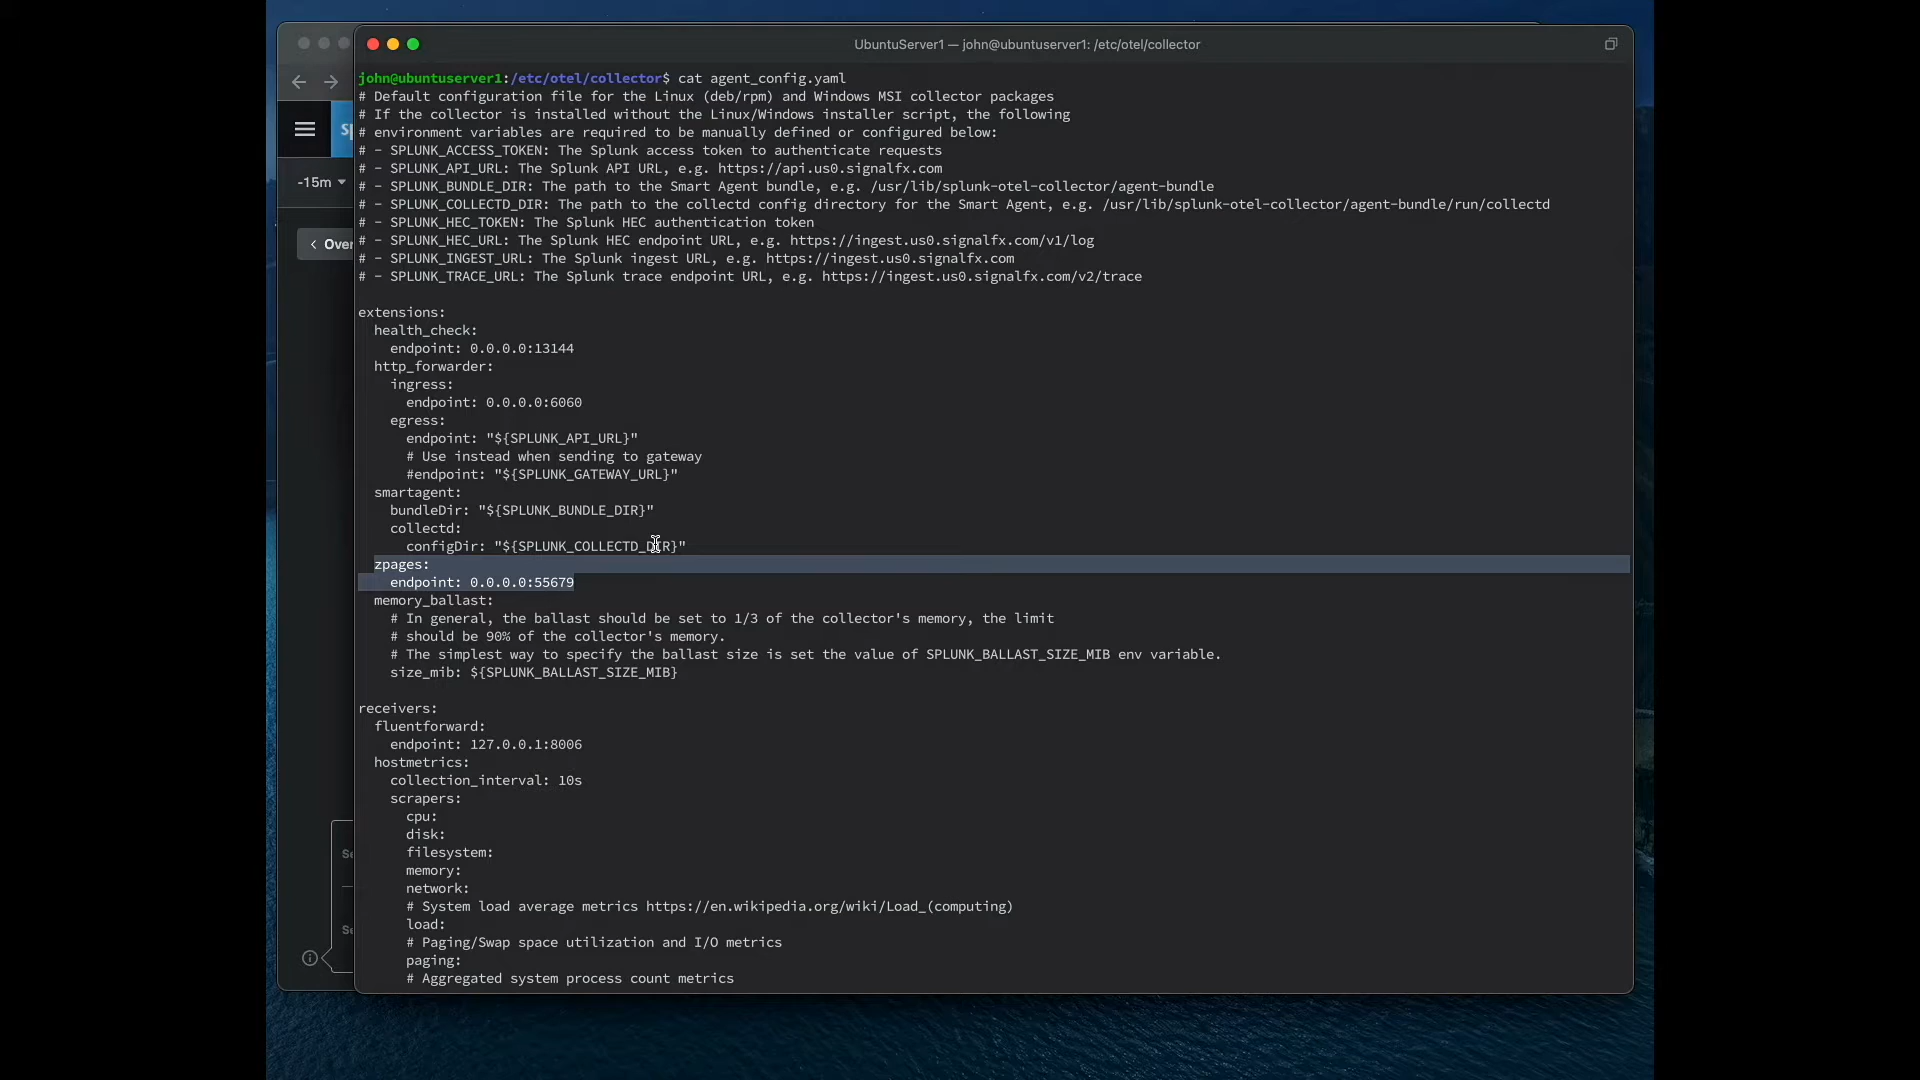 UbuntuServer1 — john@ubuntuserver1: /etc/otel/collector
-15m
Over
john@ubuntuserver1:/etc/otel/collector$ cat agent_config.yaml
# Default configuration file for the Linux (deb/rpm) and Windows MSI collector packages
# If the collector is installed without the Linux/Windows installer script, the following
# environment variables are required to be manually defined or configured below:
# - SPLUNK_ACCESS_TOKEN: The Splunk access token to authenticate requests
# - SPLUNK_API_URL: The Splunk API URL, e.g. https://api.us0.signalfx.com
# - SPLUNK_BUNDLE_DIR: The path to the Smart Agent bundle, e.g. /usr/lib/splunk-otel-collector/agent-bundle
# - SPLUNK_COLLECTD_DIR: The path to the collectd config directory for the Smart Agent, e.g. /usr/lib/splunk-otel-collector/agent-bundle/run/collectd
# - SPLUNK_HEC_TOKEN: The Splunk HEC authentication token
# - SPLUNK_HEC_URL: The Splunk HEC endpoint URL, e.g. https://ingest.us0.signalfx.com/v1/log
# - SPLUNK_INGEST_URL: The Splunk ingest URL, e.g. https://ingest.us0.signalfx.com
# - SPLUNK_TRACE_URL: The Splunk trace endpoint URL, e.g. https://ingest.us0.signalfx.com/v2/trace
extensions:
  health_check:
    endpoint: 0.0.0.0:13144
  http_forwarder:
    ingress:
      endpoint: 0.0.0.0:6060
    egress:
      endpoint: "${SPLUNK_API_URL}"
      # Use instead when sending to gateway
      #endpoint: "${SPLUNK_GATEWAY_URL}"
  smartagent:
    bundleDir: "${SPLUNK_BUNDLE_DIR}"
    collectd:
      configDir: "${SPLUNK_COLLECTD_DIR}"
  zpages:
    endpoint: 0.0.0.0:55679
  memory_ballast:
    # In general, the ballast should be set to 1/3 of the collector's memory, the limit
    # should be 90% of the collector's memory.
    # The simplest way to specify the ballast size is set the value of SPLUNK_BALLAST_SIZE_MIB env variable.
    size_mib: ${SPLUNK_BALLAST_SIZE_MIB}
receivers:
  fluentforward:
    endpoint: 127.0.0.1:8006
  hostmetrics:
    collection_interval: 10s
    scrapers:
      cpu:
      disk:
      filesystem:
      memory:
      network:
      # System load average metrics https://en.wikipedia.org/wiki/Load_(computing)
      load:
      # Paging/Swap space utilization and I/O metrics
      paging:
      # Aggregated system process count metrics